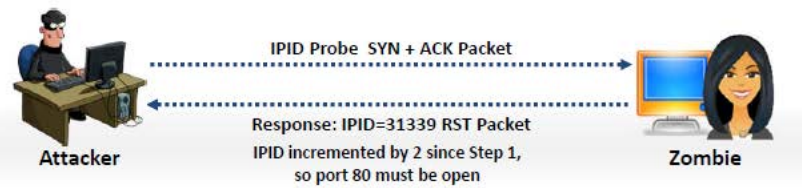 IPID Probe SYN + ACK Packet
Response: IPID=31339 RST Packet
IPID incremented by 2 since Step 1,
so port 80 must be open
Attacker
Zombie